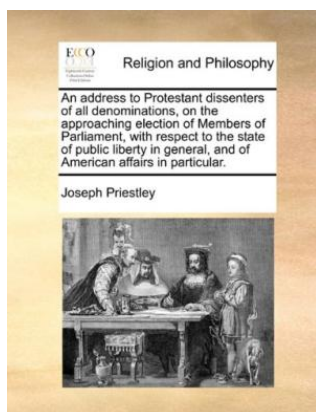 ECCO
Religion and Philosophy
An address to Protestant dissenters
of all denominations, on the
approaching election of Members of
Parliament, with respect to the state
of public liberty in general, and of
American affairs in particular.
Joseph Priestley